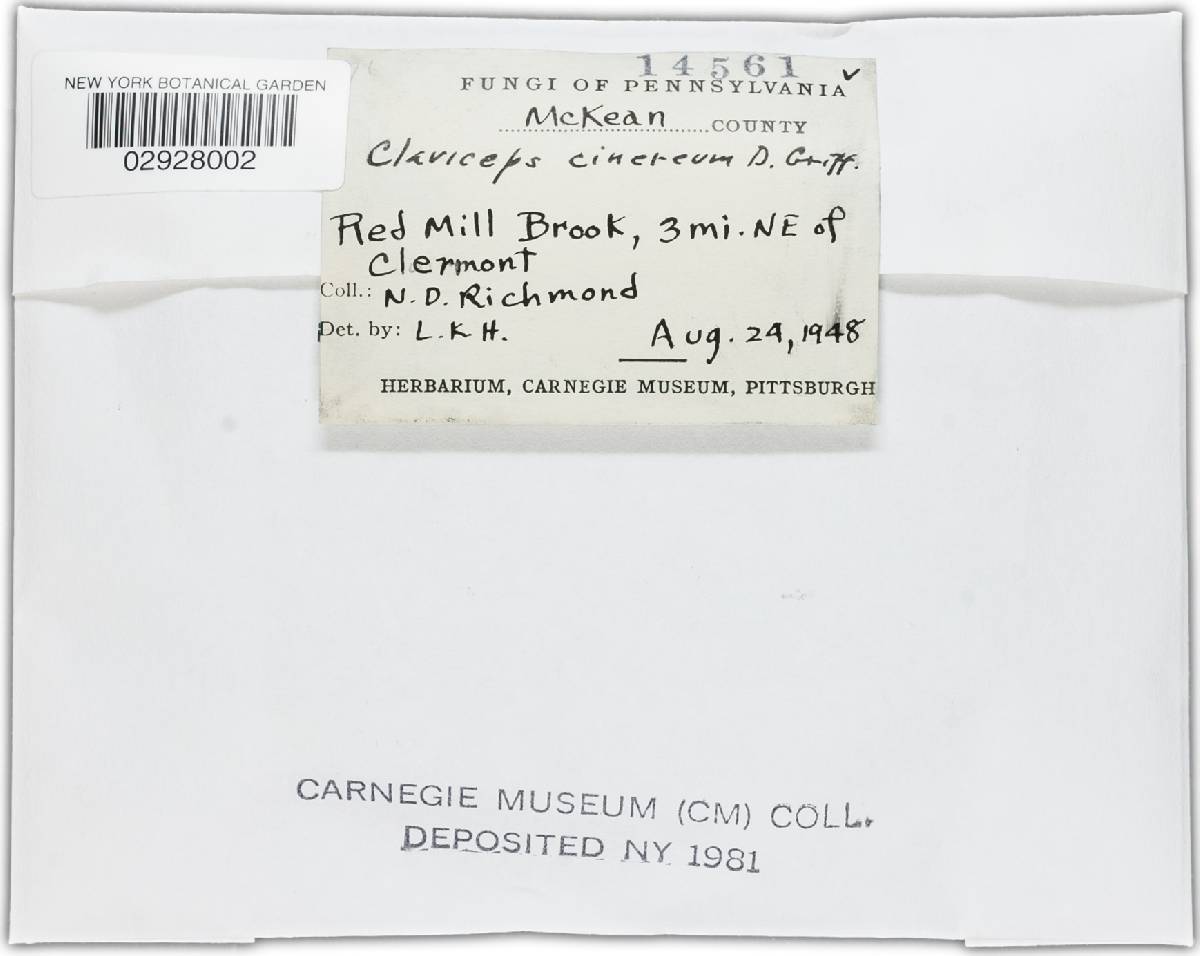 NEW YORK BOTANICAL GARDEN
02928002
14561 ✓
FUNGI OF PENNSYLVANIA
McKean COUNTY
Claviceps cinereum D. Griff.
Red Mill Brook, 3 mi. NE of
Clermont
Coll.: N. D. Richmond
Det. by: L. K H. Aug. 24, 1948
HERBARIUM, CARNEGIE MUSEUM, PITTSBURGH
CARNEGIE MUSEUM (CM) COLL.
DEPOSITED NY 1981